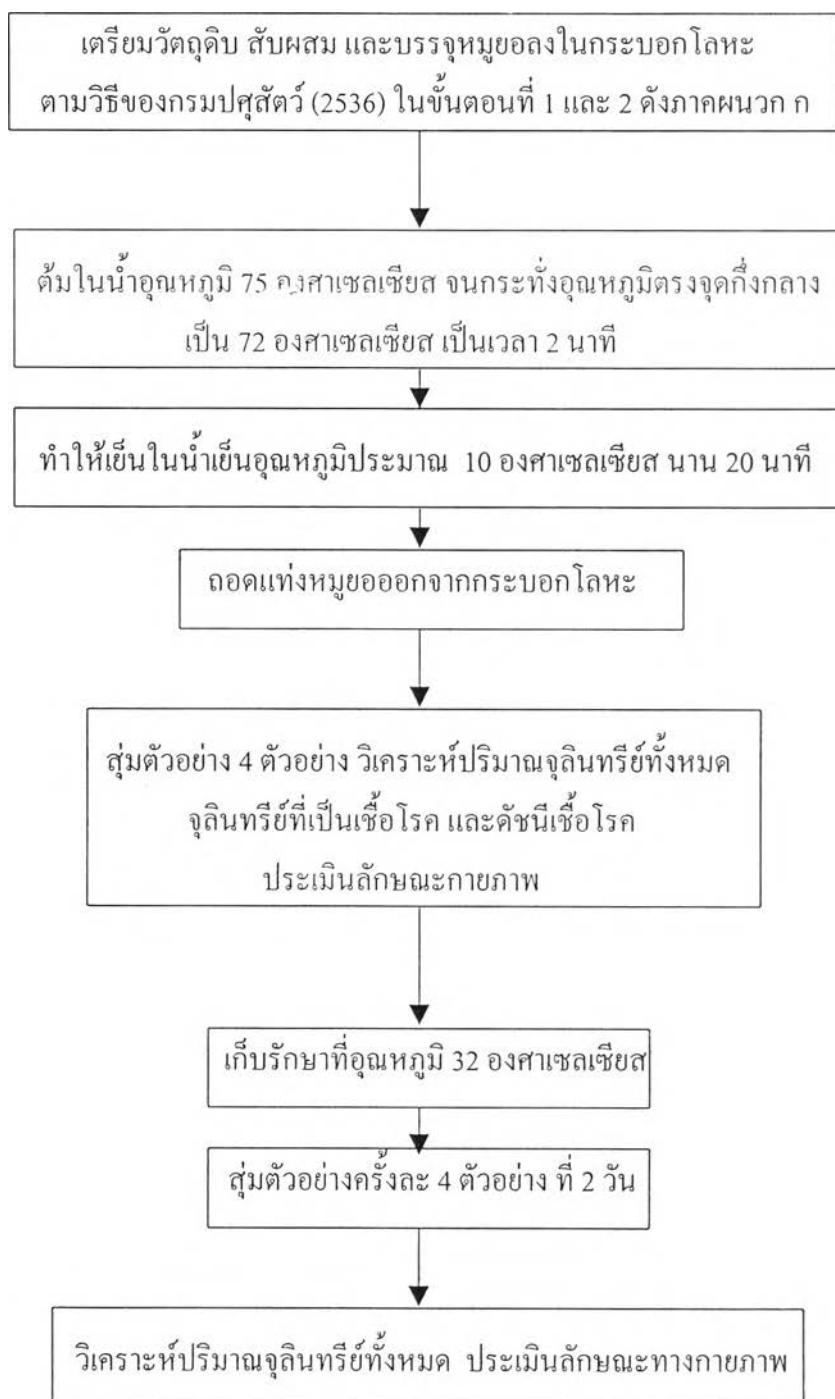 เตรียมวัตถุดิบ สับผสม และบรรจุหมูยอลงในกระบอกโลหะ
ตามวิธีของกรมปศุสัตว์ (2536) ในขั้นตอนที่ 1 และ 2 ดังภาคผนวก ก
ต้มในน้ำอุณหภูมิ 75 องศาเซลเซียส จนกระทั่งอุณหภูมิตรงจุดกึ่งกลาง
เป็น 72 องศาเซลเซียส เป็นเวลา 2 นาที
ทำให้เย็นในน้ำเย็นอุณหภูมิประมาณ 10 องศาเซลเซียส นาน 20 นาที
ถอดแท่งหมูยอออกจากกระบอกโลหะ
สุ่มตัวอย่าง 4 ตัวอย่าง วิเคราะห์ปริมาณจุลินทรีย์ทั้งหมด
จุลินทรีย์ที่เป็นเชื้อโรค และดัชนีเชื้อโรค
ประเมินลักษณะกายภาพ
เก็บรักษาที่อุณหภูมิ 32 องศาเซลเซียส
สุ่มตัวอย่างครั้งละ 4 ตัวอย่าง ที่ 2 วัน
วิเคราะห์ปริมาณจุลินทรีย์ทั้งหมด ประเมินลักษณะทางกายภาพ